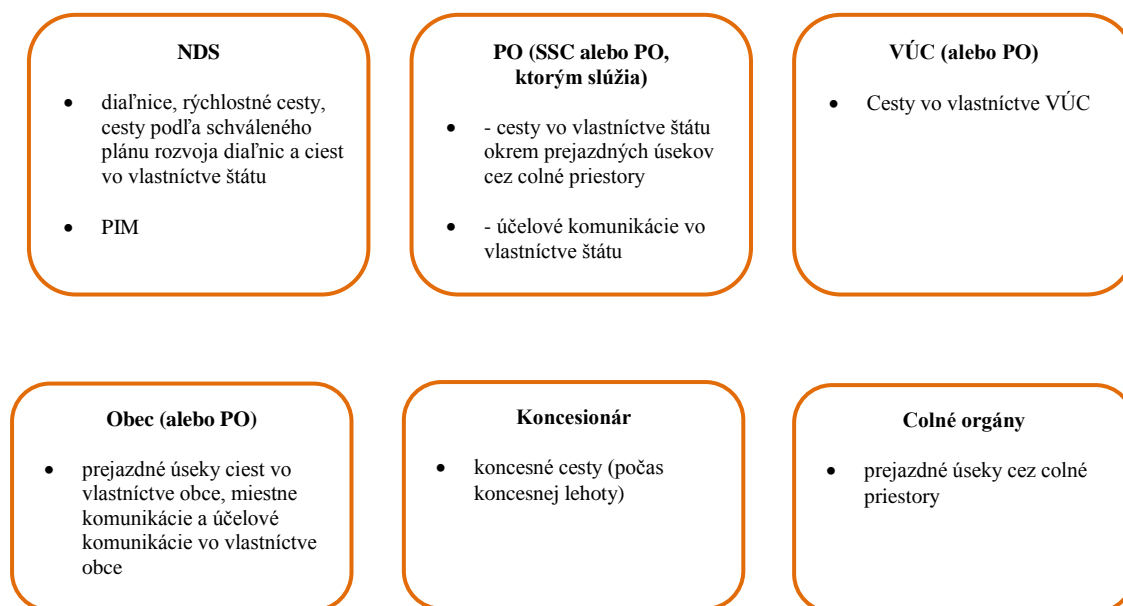 NDS
• diaľnice, rýchlostné cesty,
cesty podľa schváleného
plánu rozvoja diaľnic a ciest
vo vlastníctve štátu
• PIM
PO (SSC alebo PO,
ktorým slúžia)
• - cesty vo vlastníctve štátu
okrem prejazdných úsekov
cez colné priestory
• - účelové komunikácie vo
vlastníctve štátu
VÚC (alebo PO)
• Cesty vo vlastníctve VÚC
Obec (alebo PO)
• prejazdné úseky ciest vo
vlastníctve obce, miestne
komunikácie a účelové
komunikácie vo vlastníctve
obce
Koncesionár
• koncesné cesty (počas
koncesnej lehoty)
Colné orgány
• prejazdné úseky cez colné
priestory